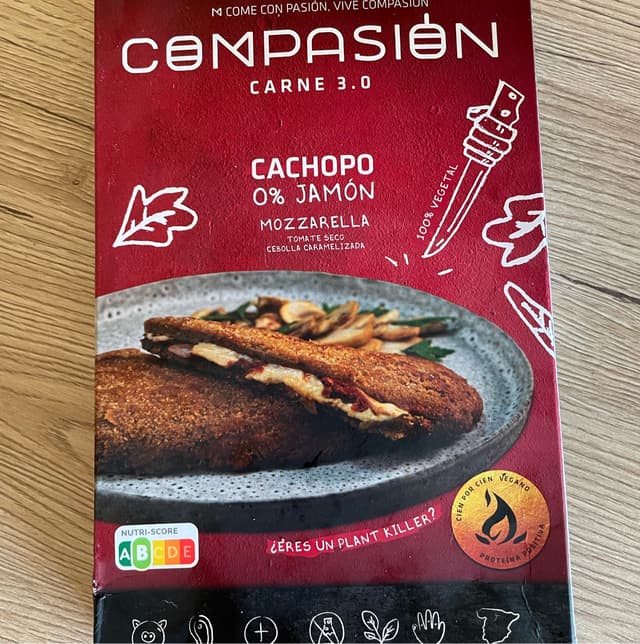 COME CON PASIÓN, VIVE COMPASIÓN
COMPASIÓN
CARNE 3.0
CACHOPO
0% JAMÓN
MOZZARELLA
TOMATE SECO
CEBOLLA CARAMELIZADA
100% VEGETAL
CIEN POR CIEN VEGANO
PROTEÍNA POSITIVA
NUTRI-SCORE
A B C D E
¿ERES UN PLANT KILLER?